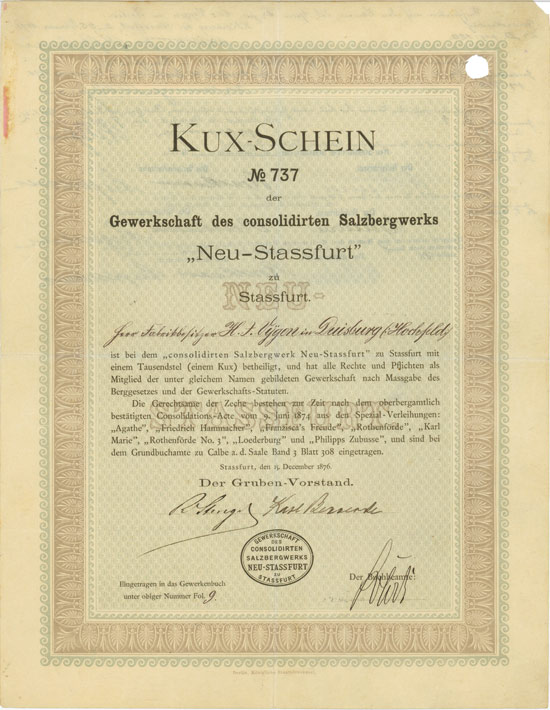 KUX-SCHEIN
No 737
der
Gewerkschaft des consolidirten Salzbergwerks
„Neu-Stassfurt"
zu
Stassfurt.
NEU-
Herr Fabrikbesitzer H. J. in Duisburg (Hochfeld)
ist bei dem „consolidirten Salzbergwerk Neu-Stassfurt" zu Stassfurt mit
einem Tausendstel (einem Kux) betheiligt, und hat alle Rechte und Pflichten als
Mitglied der unter gleichem Namen gebildeten Gewerkschaft nach Massgabe des
Berggesetzes und der Gewerkschafts-Statuten.
Die Gerechtsame der Zeche bestehen zur Zeit nach dem oberbergamtlich
bestätigten Consolidations-Acte vom 9. Juni 1874 aus den Spezial-Verleihungen:
„Agathe", „Friedrich Hammacher", „Franzisca's Freude", „Rothenförde", „Karl
Marie", „Rothenförde No. 3", „Loederburg" und „Philipps Zubusse", und sind bei
dem Grundbuchamte zu Calbe a. d. Saale Band 3 Blatt 308 eingetragen.
STASSFURT
Stassfurt, den 15. December 1876.
Der Gruben-Vorstand.
GEWERKSCHAFT
DES
CONSOLIDIRTEN
SALZBERGWERKS
NEU-STASSFURT
ZU
STASSFURT
Eingetragen in das Gewerkenbuch
unter obiger Nummer Fol. 9.
Der